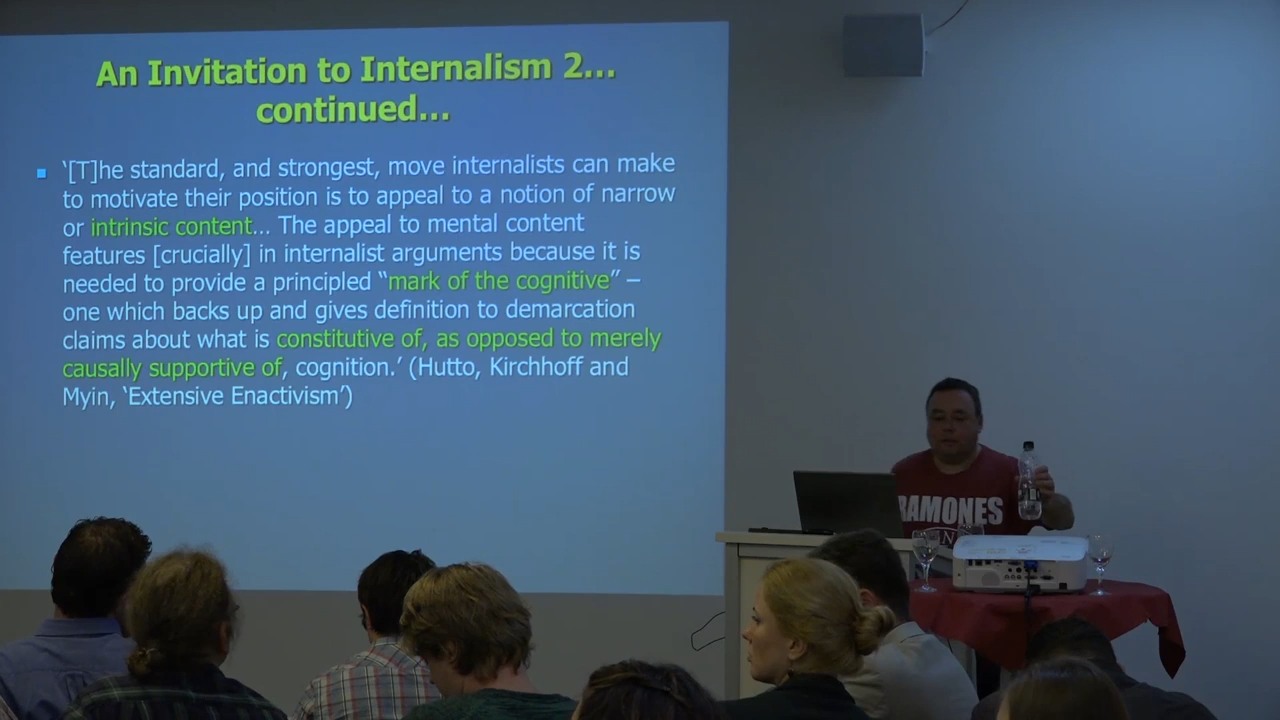 An Invitation to Internalism 2...
continued...
▪ ‘[T]he standard, and strongest, move internalists can make
to motivate their position is to appeal to a notion of narrow
or intrinsic content... The appeal to mental content
features [crucially] in internalist arguments because it is
needed to provide a principled “mark of the cognitive” –
one which backs up and gives definition to demarcation
claims about what is constitutive of, as opposed to merely
causally supportive of, cognition.’ (Hutto, Kirchhoff and
Myin, ‘Extensive Enactivism’)
RAMONES